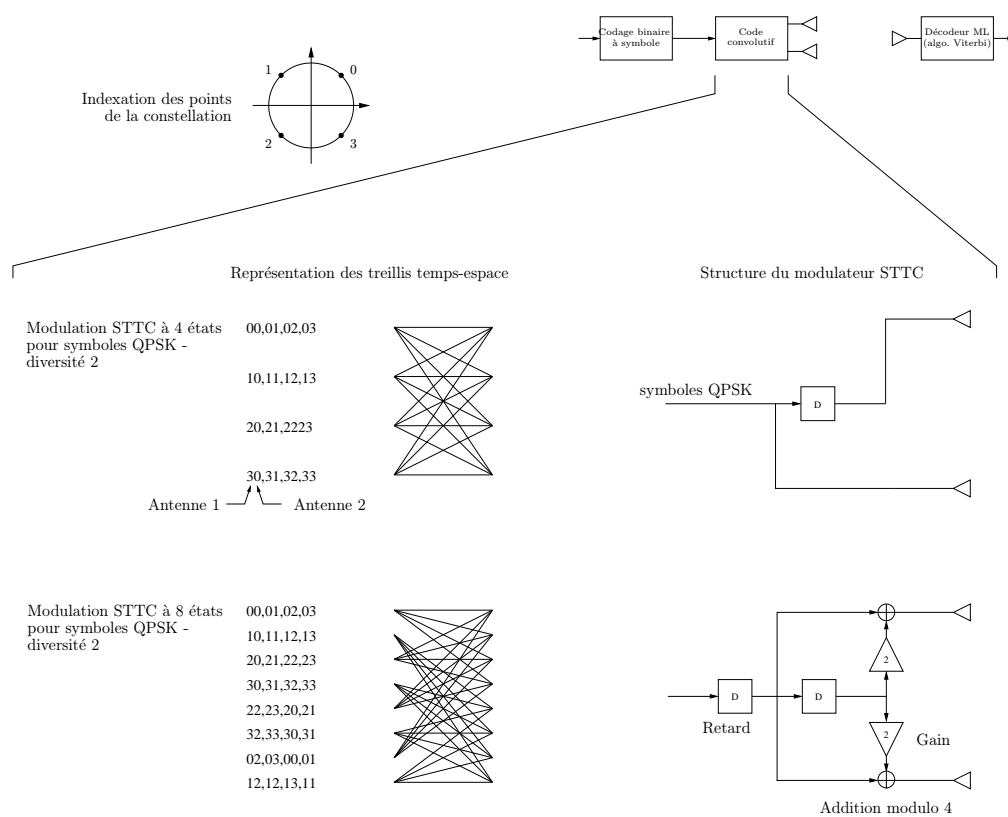 Codage binaire
à symbole
Code
convolutif
Décodeur ML
(algo. Viterbi)
1
0
Indexation des points
de la constellation
2
3
Représentation des treillis temps-espace
Structure du modulateur STTC
Modulation STTC à 4 états
pour symboles QPSK -
diversité 2
00,01,02,03
10,11,12,13
20,21,2223
30,31,32,33
Antenne 1
Antenne 2
symboles QPSK
D
Modulation STTC à 8 états
pour symboles QPSK -
diversité 2
00,01,02,03
10,11,12,13
20,21,22,23
30,31,32,33
22,23,20,21
32,33,30,31
02,03,00,01
12,12,13,11
2
D
D
Retard
2
Gain
Addition modulo 4